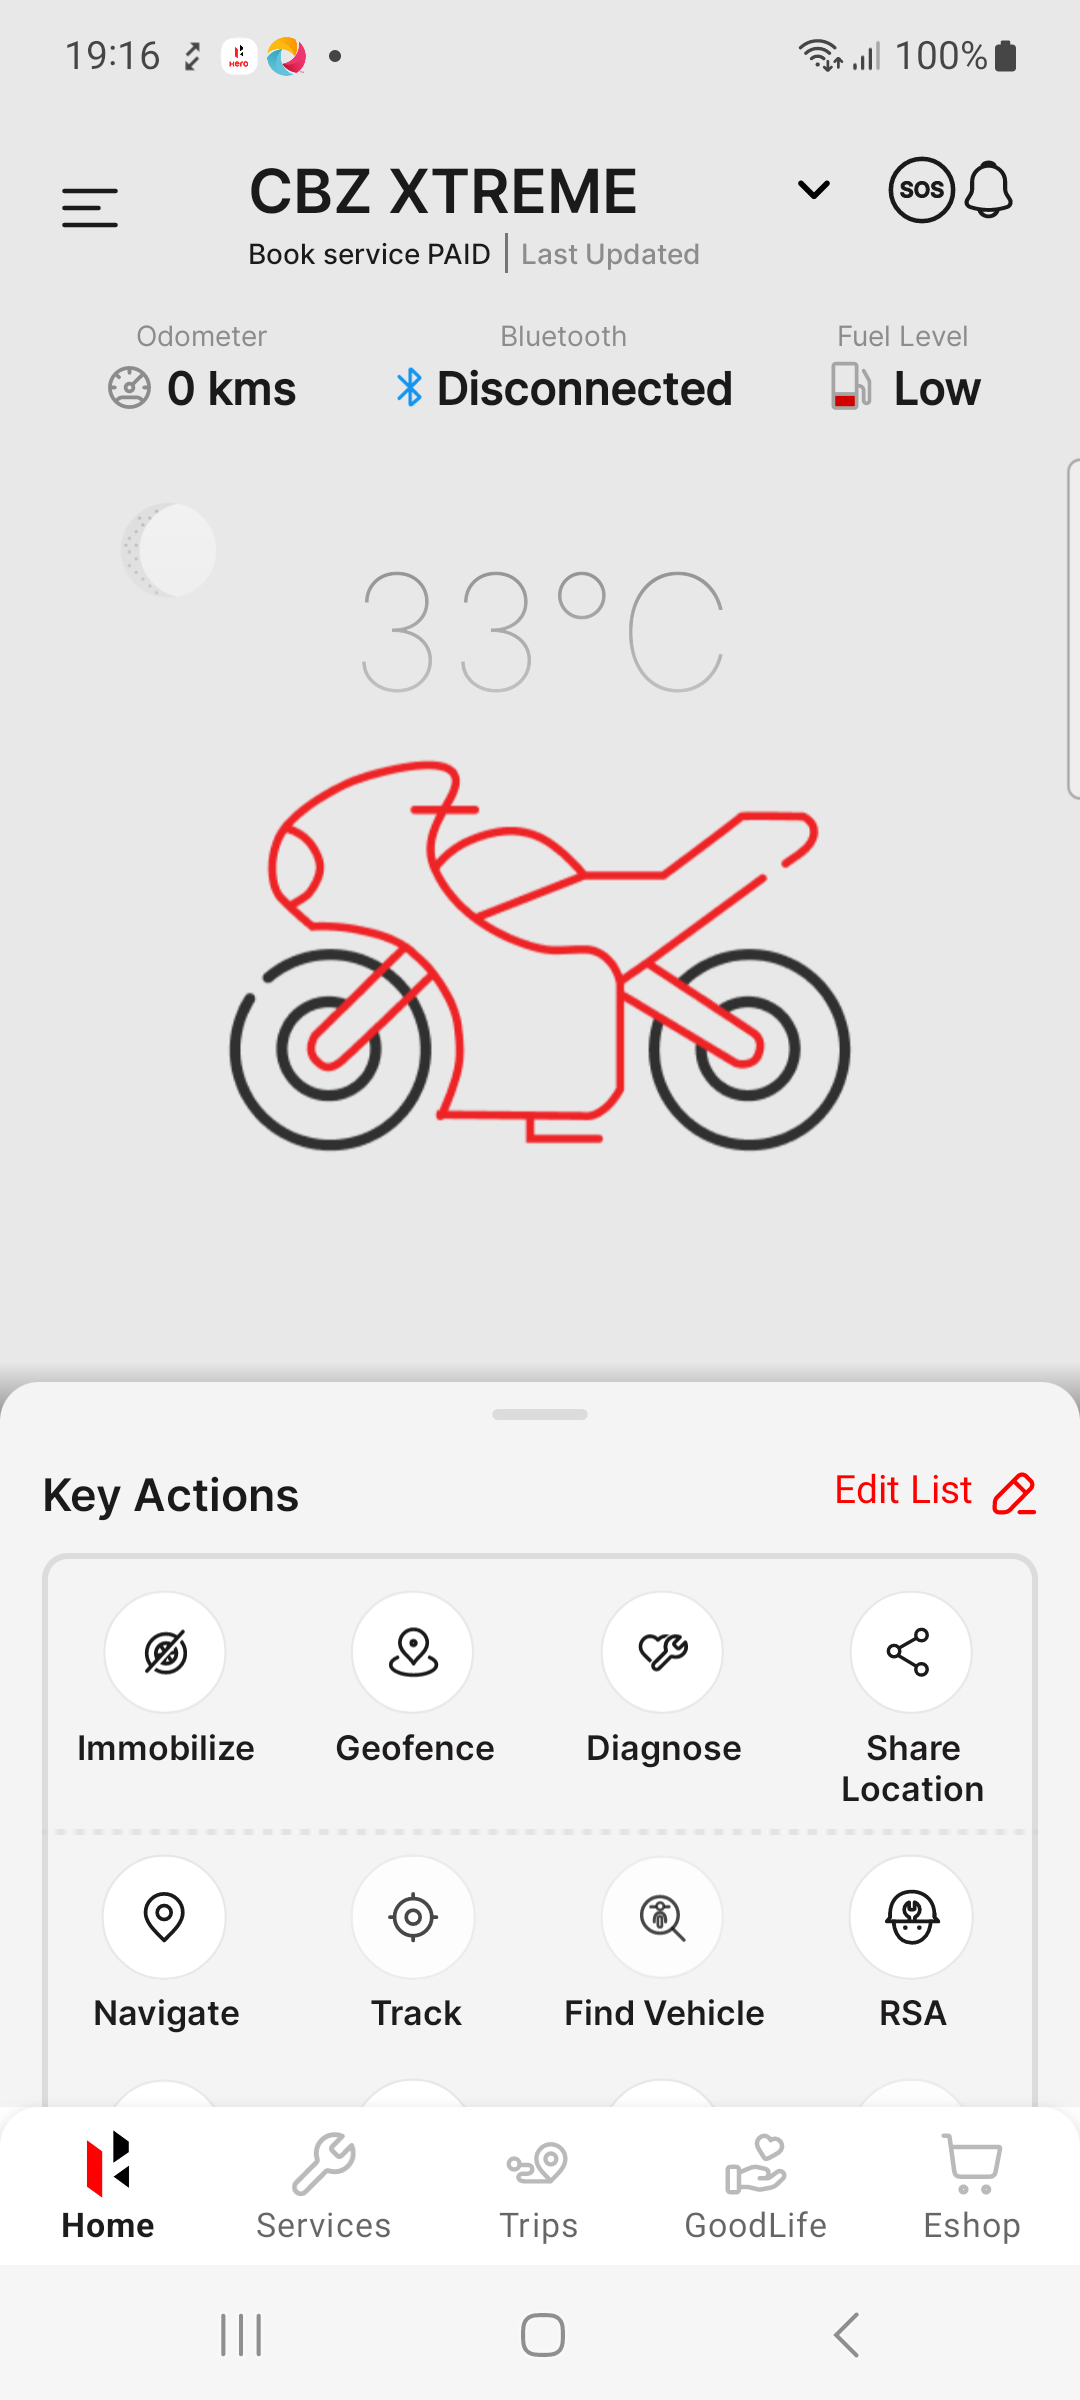 19:16
Hero
100%
CBZ XTREME
SOS
Book service PAID | Last Updated
Odometer
Bluetooth
Fuel Level
0 kms
Disconnected
Low
33°C
Key Actions
Edit List
Immobilize
Geofence
Diagnose
Share
Location
Navigate
Track
Find Vehicle
RSA
Home
Services
Trips
GoodLife
Eshop